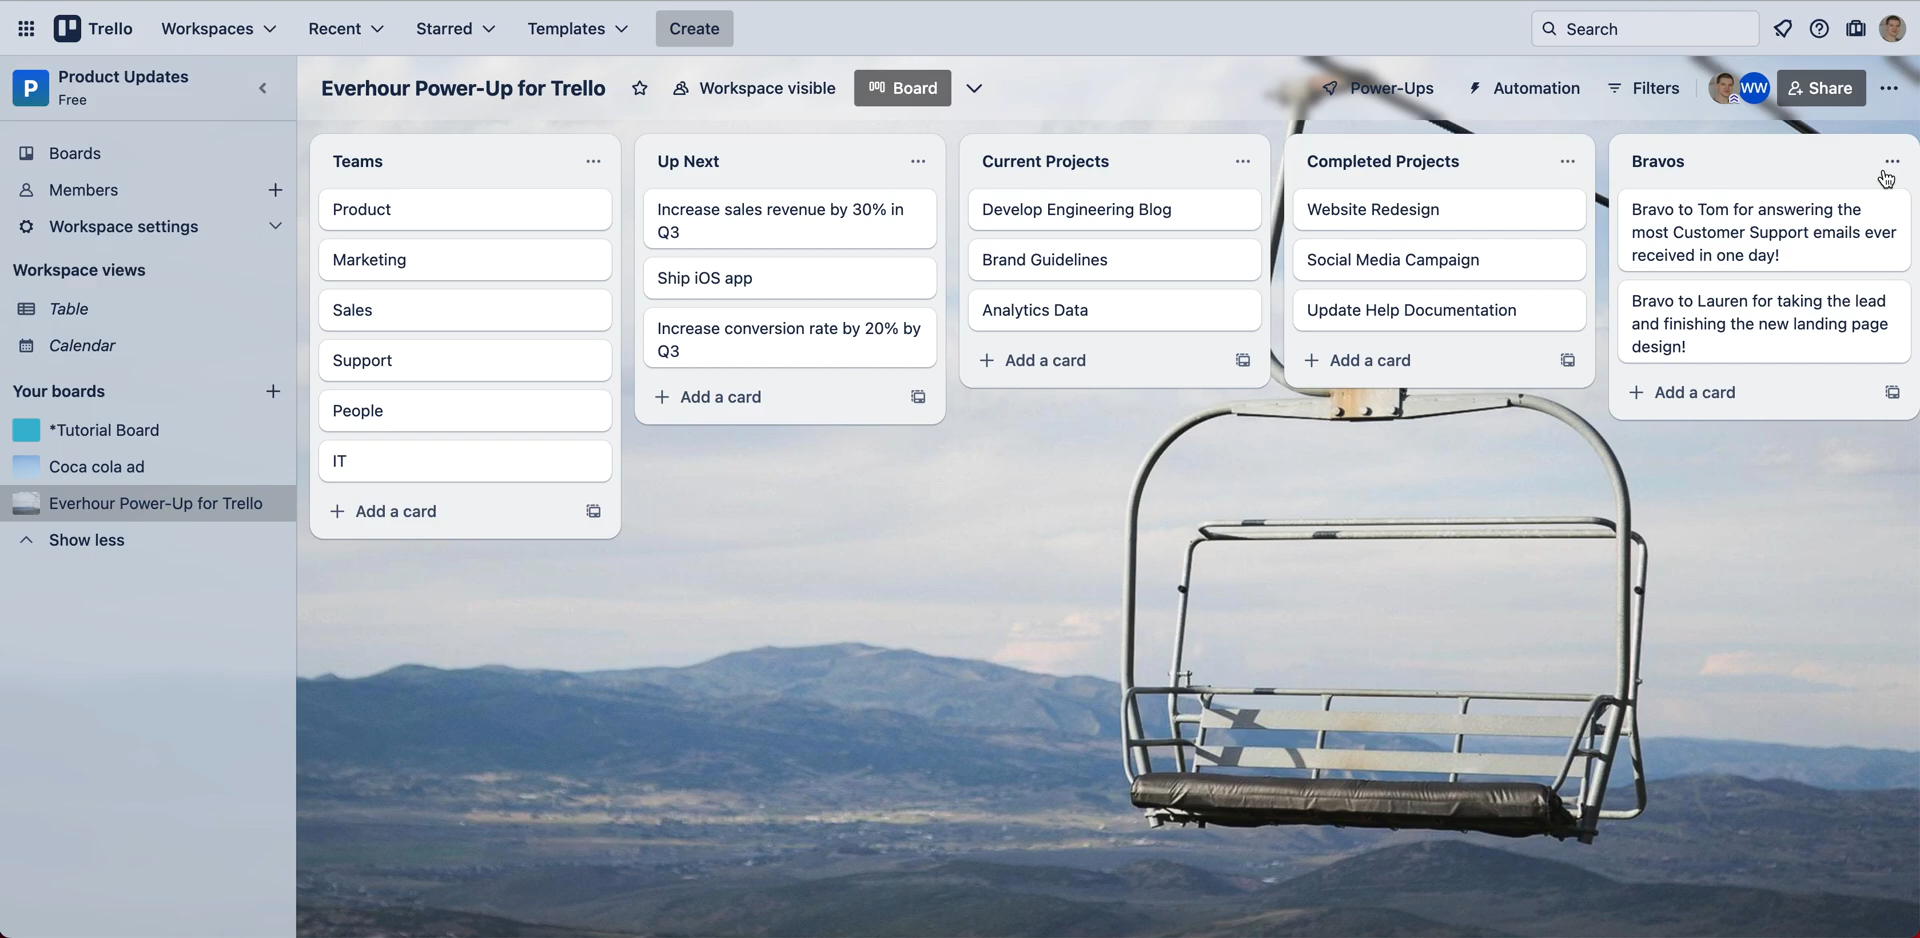 Trello
Workspaces
Recent
Starred
Templates
Create
Search
P
Product Updates
Free
Everhour Power-Up for Trello
Workspace visible
Board
Power-Ups
Automation
Filters
WW
Share
Boards
Members
Workspace settings
Workspace views
Table
Calendar
Your boards
*Tutorial Board
Coca cola ad
Everhour Power-Up for Trello
Show less
Teams
Product
Marketing
Sales
Support
People
IT
Add a card
Up Next
Increase sales revenue by 30% in
Q3
Ship iOS app
Increase conversion rate by 20% by
Q3
Add a card
Current Projects
Develop Engineering Blog
Brand Guidelines
Analytics Data
Add a card
Completed Projects
Website Redesign
Social Media Campaign
Update Help Documentation
Add a card
Bravos
Bravo to Tom for answering the
most Customer Support emails ever
received in one day!
Bravo to Lauren for taking the lead
and finishing the new landing page
design!
Add a card